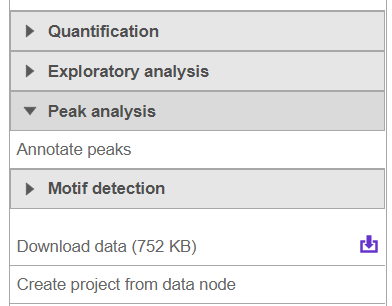 Quantification
Exploratory analysis
Peak analysis
Annotate peaks
Motif detection
Download data (752 KB)
Create project from data node